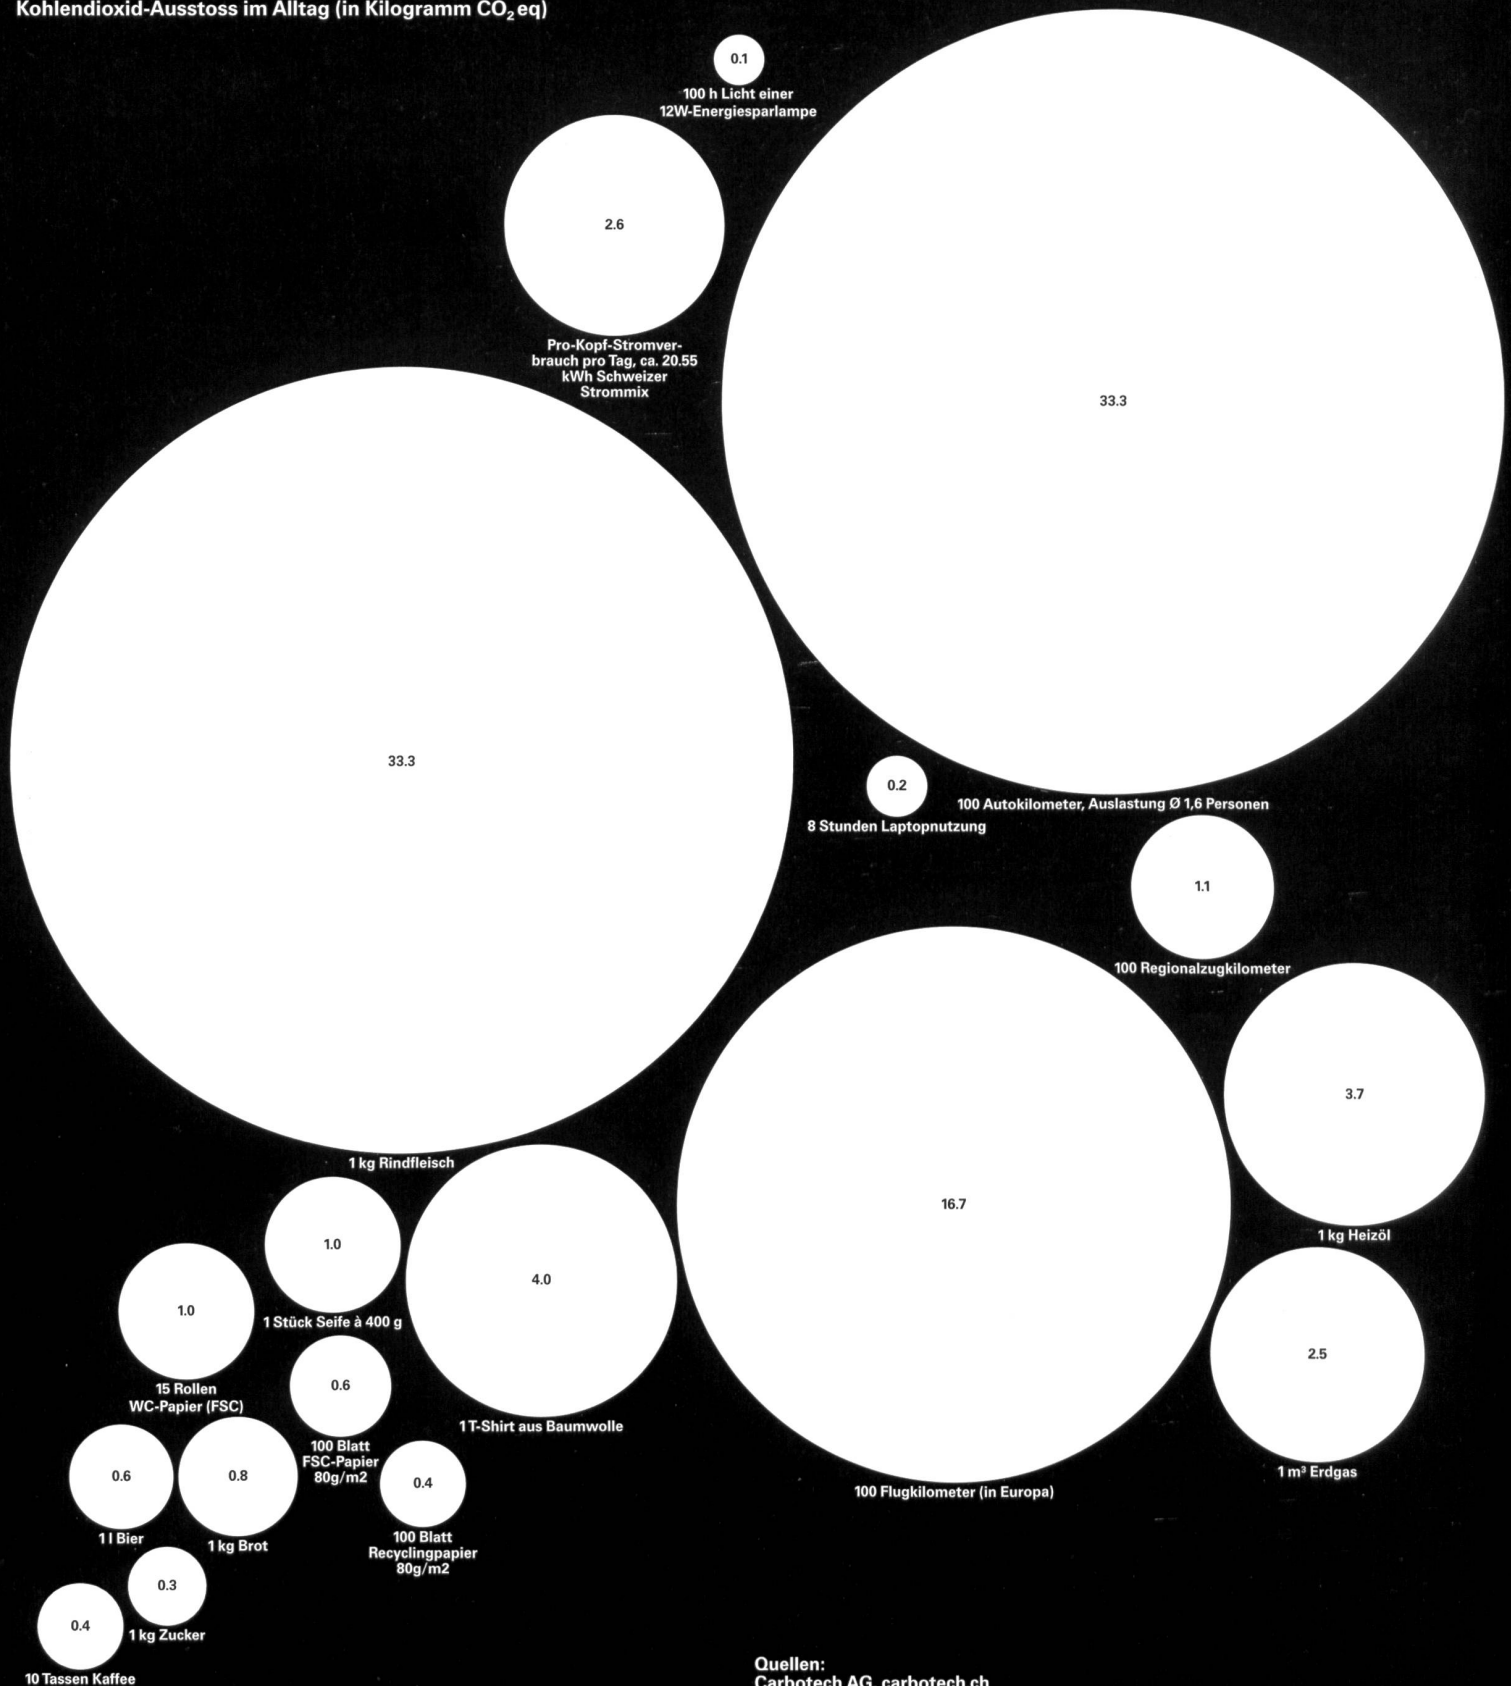 Kohlendioxid-Ausstoss im Alltag (in Kilogramm CO₂eq)
0.1
100 h Licht einer
12W-Energiesparlampe
2.6
Pro-Kopf-Stromver-
brauch pro Tag, ca. 20.55
kWh Schweizer
Strommix
33.3
100 Autokilometer, Auslastung Ø 1,6 Personen
33.3
1 kg Rindfleisch
0.2
8 Stunden Laptopnutzung
1.1
100 Regionalzugkilometer
16.7
100 Flugkilometer (in Europa)
3.7
1 kg Heizöl
2.5
1 m³ Erdgas
1.0
1 Stück Seife à 400 g
4.0
1 T-Shirt aus Baumwolle
1.0
15 Rollen
WC-Papier (FSC)
0.6
100 Blatt
FSC-Papier
80g/m2
0.6
1 l Bier
0.8
1 kg Brot
0.4
100 Blatt
Recyclingpapier
80g/m2
0.3
1 kg Zucker
0.4
10 Tassen Kaffee
Quellen:
Carbotech AG, carbotech.ch